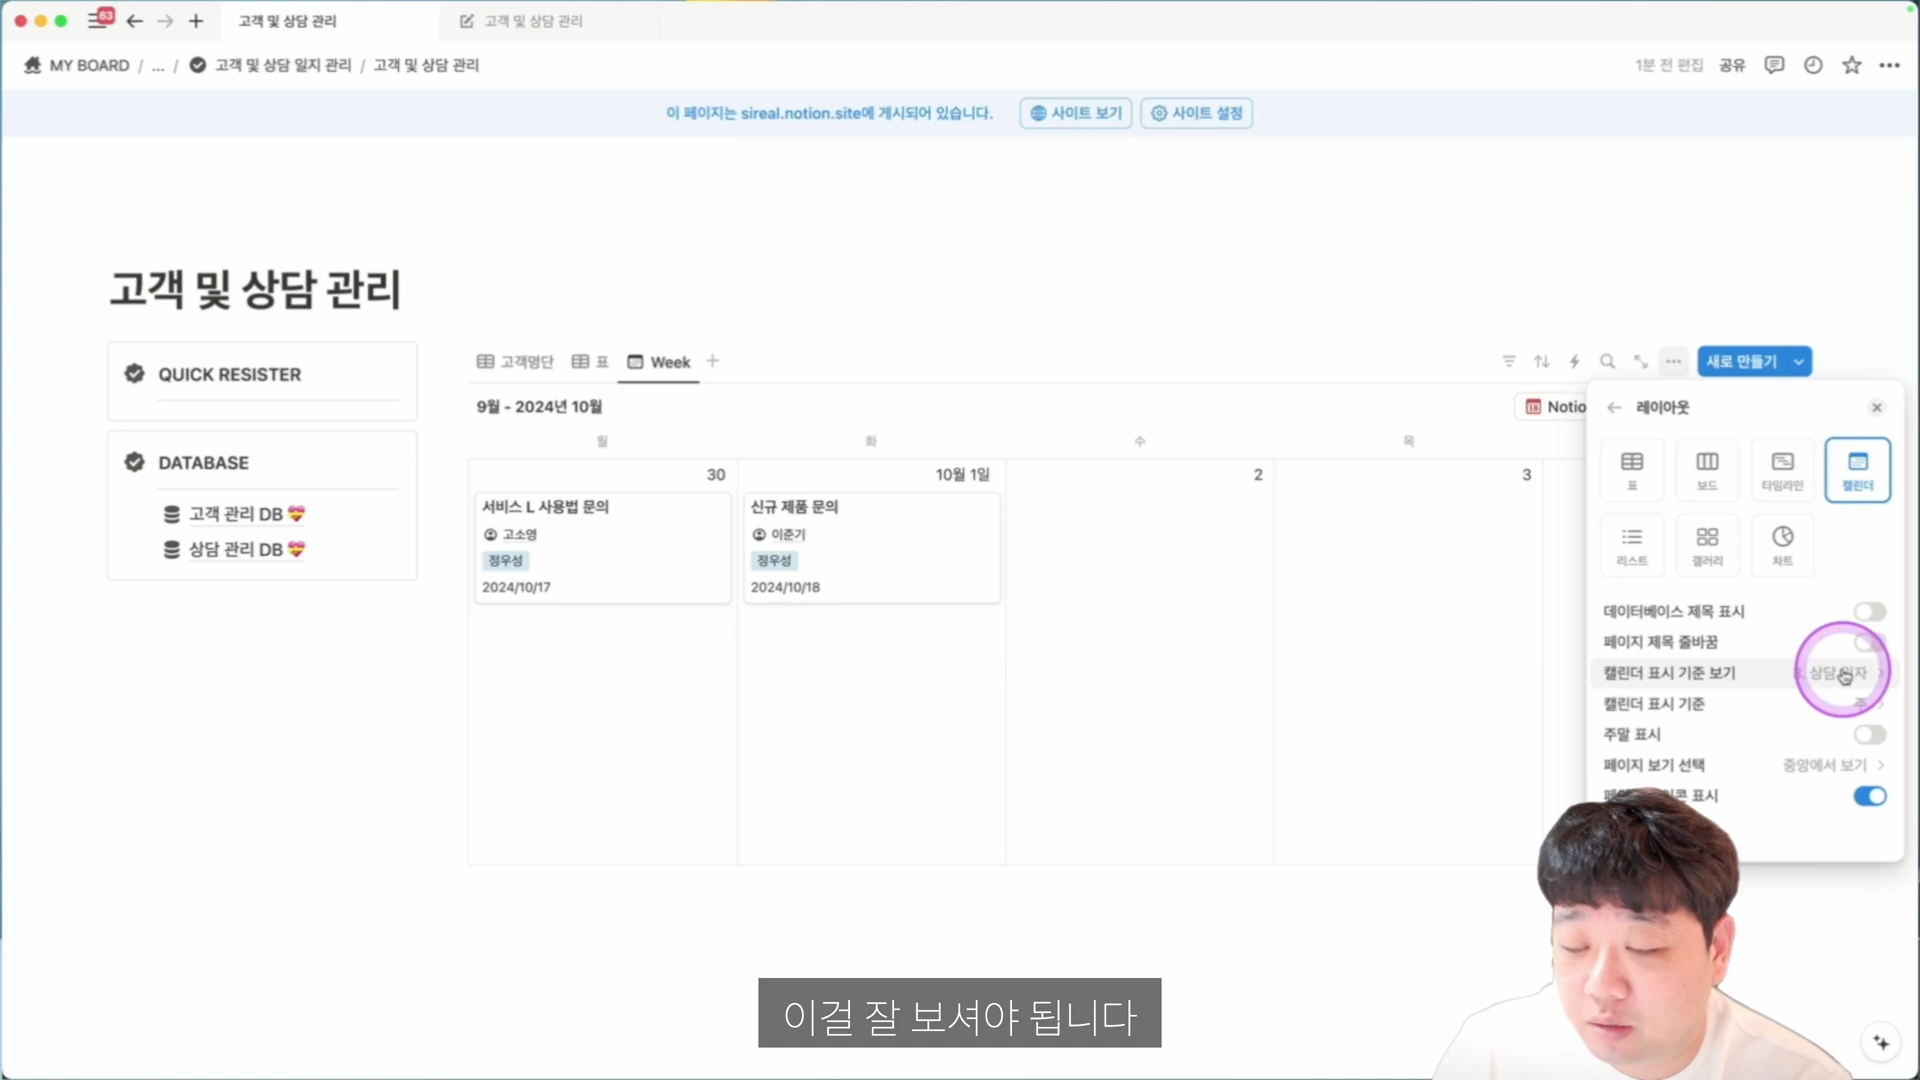 63
고객 및 상담 관리
고객 및 상담 관리
MY BOARD / ... / 고객 및 상담 일지 관리 / 고객 및 상담 관리
1분 전 편집
공유
이 페이지는 sireal.notion.site에 게시되어 있습니다.
사이트 보기
사이트 설정
고객 및 상담 관리
QUICK RESISTER
DATABASE
고객 관리 DB
상담 관리 DB
고객명단
표
Week
새로 만들기
9월 - 2024년 10월
Notio
월 화 수 목
30
10월 1일
2
3
서비스 L 사용법 문의
고소영
정우성
2024/10/17
신규 제품 문의
이준기
정우성
2024/10/18
레이아웃
표
보드
타임라인
캘린더
리스트
갤러리
차트
데이터베이스 제목 표시
페이지 제목 줄바꿈
캘린더 표시 기준 보기
상담 일자
캘린더 표시 기준
주
주말 표시
페이지 보기 선택
중앙에서 보기
표시
이걸 잘 보셔야 됩니다